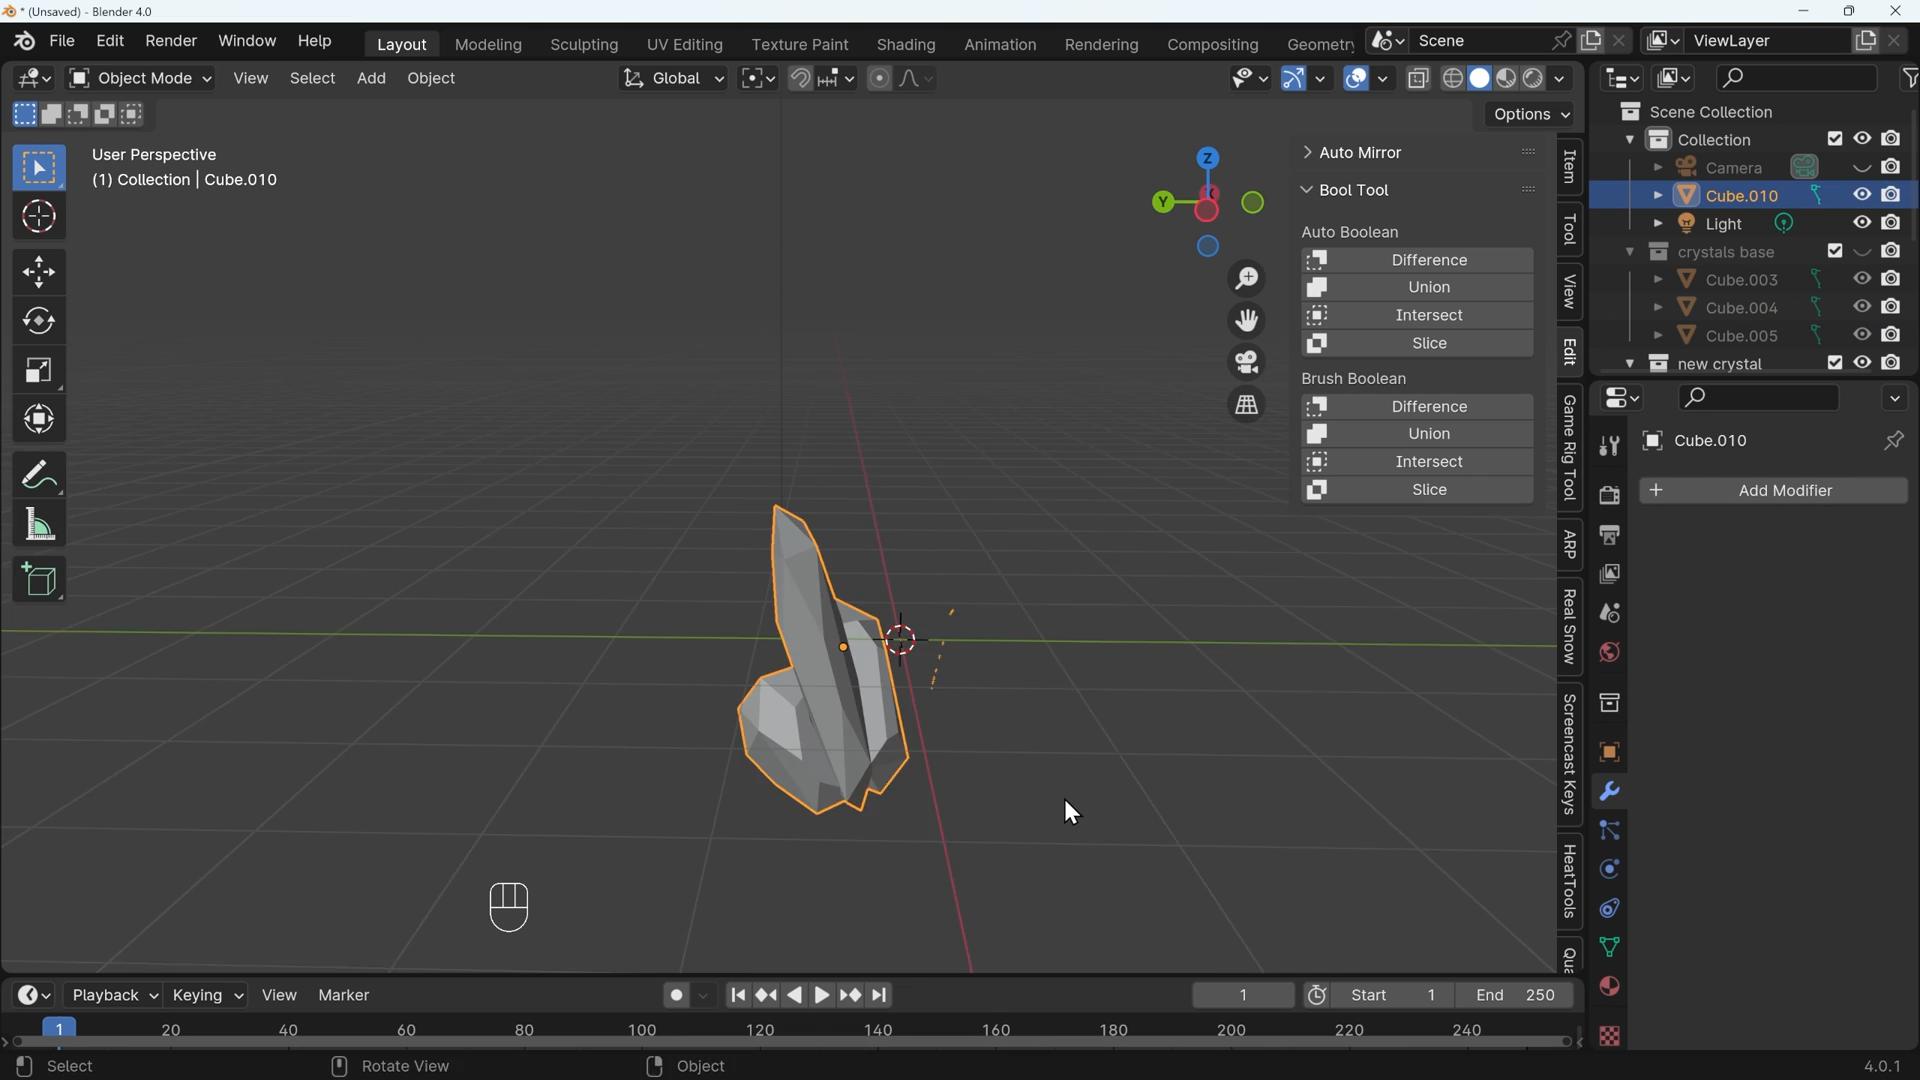 * (Unsaved) - Blender 4.0
File Edit Render Window Help
Layout Modeling Sculpting UV Editing Texture Paint Shading Animation Rendering Compositing Geometry
Scene
ViewLayer
Object Mode View Select Add Object
Global
Options
User Perspective
(1) Collection | Cube.010
Z
Y
X
Auto Mirror
Bool Tool
Auto Boolean
Difference
Union
Intersect
Slice
Brush Boolean
Difference
Union
Intersect
Slice
Item
Tool
View
Edit
Game Rig Tool
ARP
Real Snow
Screencast Keys
HeatTools
Qua
Scene Collection
Collection
Camera
Cube.010
Light
crystals base
Cube.003
Cube.004
Cube.005
new crystal
Cube.010
+ Add Modifier
Playback Keying View Marker
1
Start 1
End 250
1 20 40 60 80 100 120 140 160 180 200 220 240
Select
Rotate View
Object
4.0.1